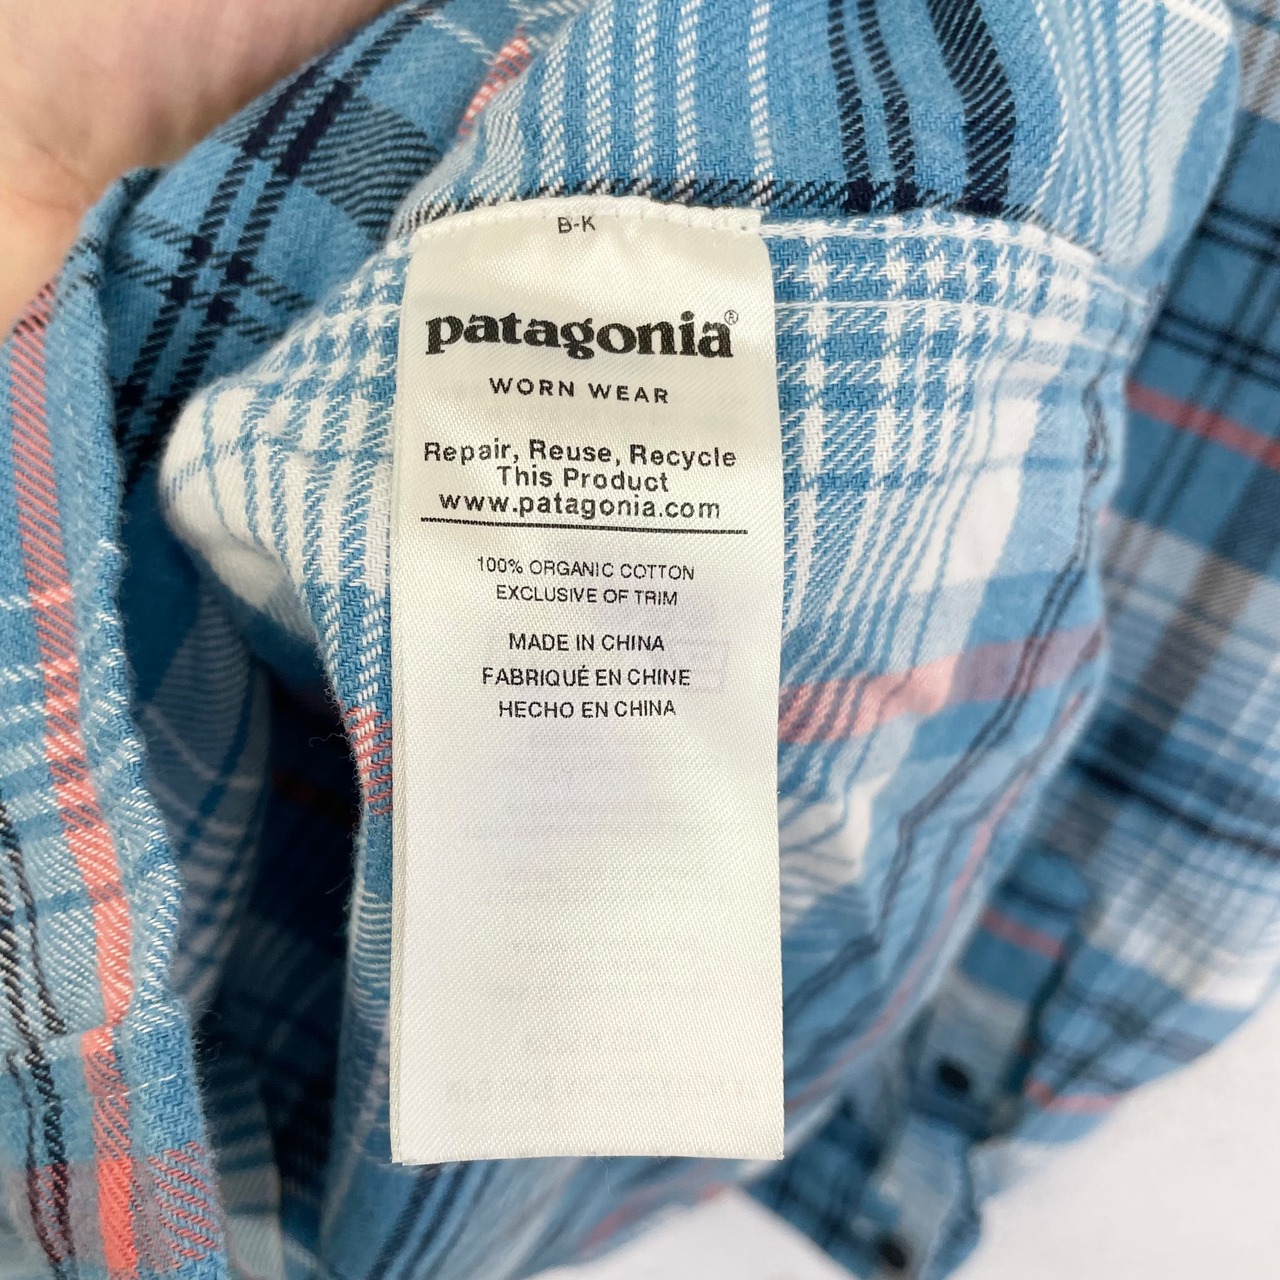 B-K
patagonia®
WORN WEAR
Repair, Reuse, Recycle
This Product
www.patagonia.com
100% ORGANIC COTTON
EXCLUSIVE OF TRIM
MADE IN CHINA
FABRIQUÉ EN CHINE
HECHO EN CHINA